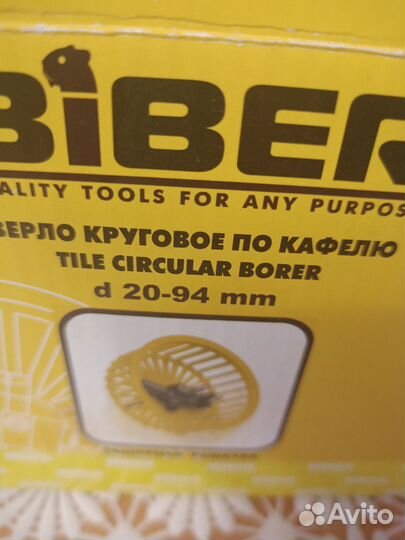 BIBER
ALITY TOOLS FOR ANY PURPOS
ВЕРЛО КРУГОВОЕ ПО КАФЕЛЮ
TILE CIRCULAR BORER
d 20-94 mm
Avito